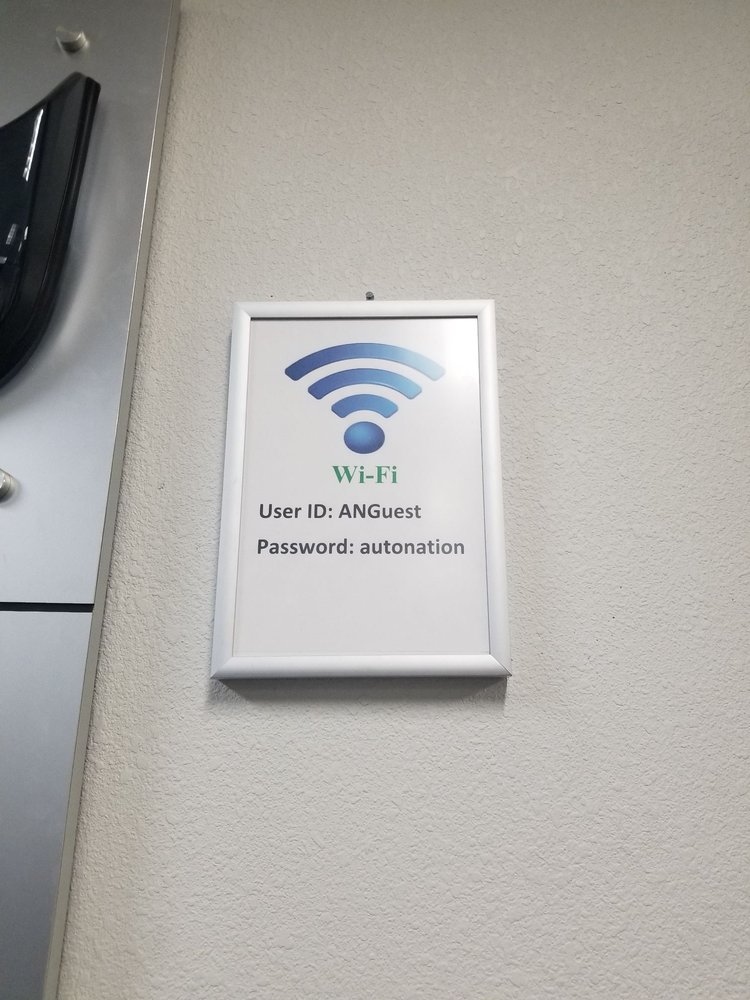 Wi-Fi
User ID: ANGuest
Password: autonation